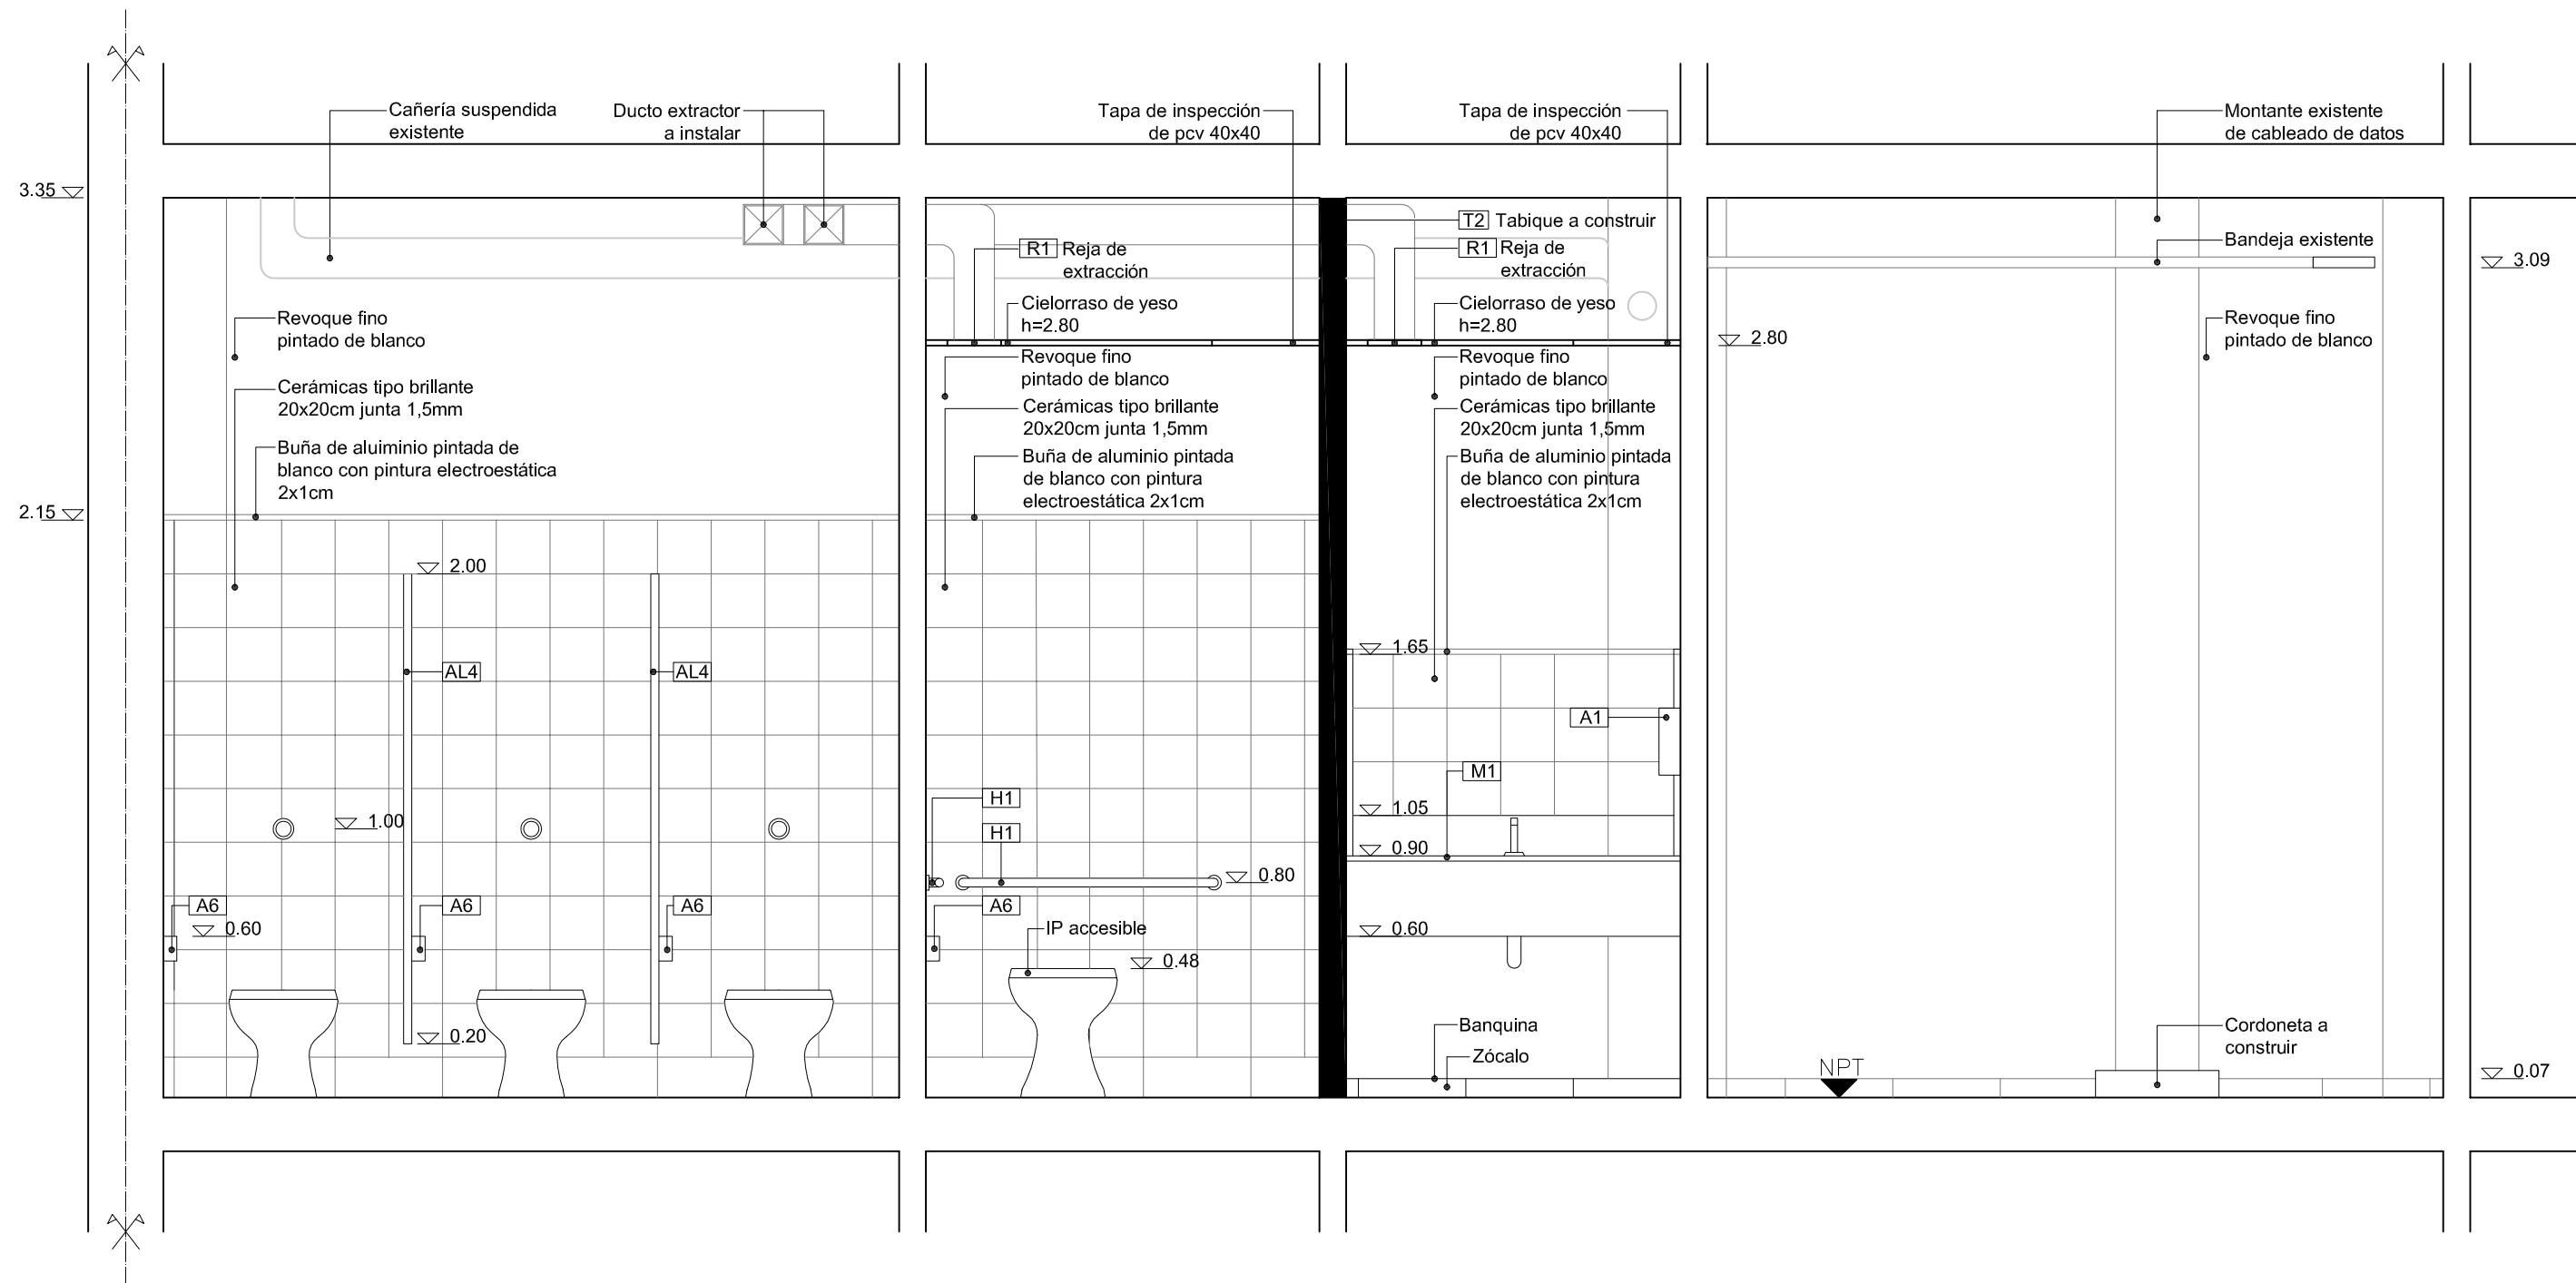 Cañería suspendida
existente
Ducto extractor
a instalar
Tapa de inspección
de pcv 40x40
Tapa de inspección
de pcv 40x40
Montante existente
de cableado de datos
3.35
T2 Tabique a construir
R1 Reja de
extracción
R1 Reja de
extracción
Bandeja existente
3.09
Cielorraso de yeso
h=2.80
Cielorraso de yeso
h=2.80
Revoque fino
pintado de blanco
2.80
Revoque fino
pintado de blanco
Revoque fino
pintado de blanco
Revoque fino
pintado de blanco
Cerámicas tipo brillante
20x20cm junta 1,5mm
Cerámicas tipo brillante
20x20cm junta 1,5mm
Cerámicas tipo brillante
20x20cm junta 1,5mm
Buña de aluiminio pintada de
blanco con pintura electroestática
2x1cm
Buña de aluminio pintada
de blanco con pintura
electroestática 2x1cm
Buña de aluminio pintada
de blanco con pintura
electroestática 2x1cm
2.15
2.00
1.65
AL4
AL4
A1
M1
H1
1.05
1.00
H1
0.90
0.80
A6
A6
A6
A6
0.60
IP accesible
0.60
0.48
0.20
Banquina
Zócalo
Cordoneta a
construir
NPT
0.07